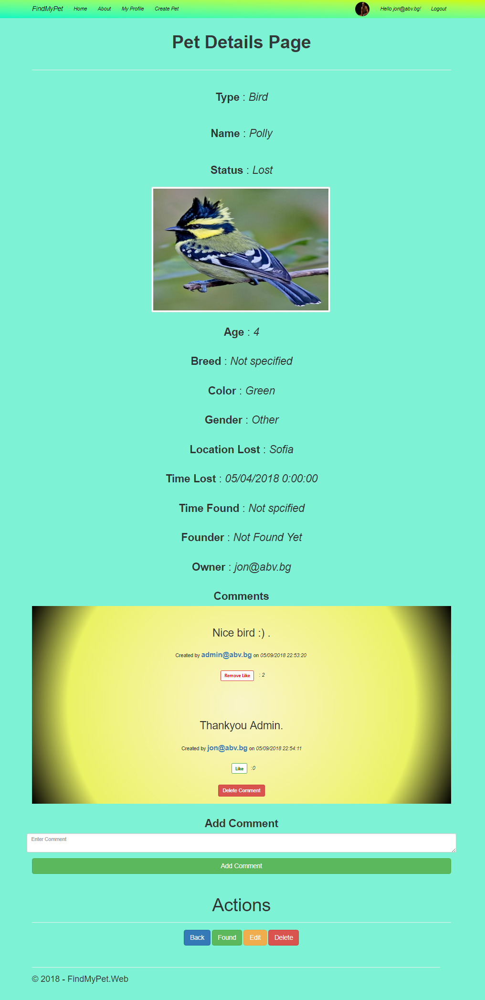 FindMyPet Home About My Profile Create Pet Hello jon@abv.bg! Logout
Pet Details Page
Type : Bird
Name : Polly
Status : Lost
Age : 4
Breed : Not specified
Color : Green
Gender : Other
Location Lost : Sofia
Time Lost : 05/04/2018 0:00:00
Time Found : Not spcified
Founder : Not Found Yet
Owner : jon@abv.bg
Comments
Nice bird :) .
Created by admin@abv.bg on 05/09/2018 22:53:20
Remove Like : 2
Thankyou Admin.
Created by jon@abv.bg on 05/09/2018 22:54:11
Like :0
Delete Comment
Add Comment
Enter Comment
Add Comment
Actions
Back Found Edit Delete
© 2018 - FindMyPet.Web